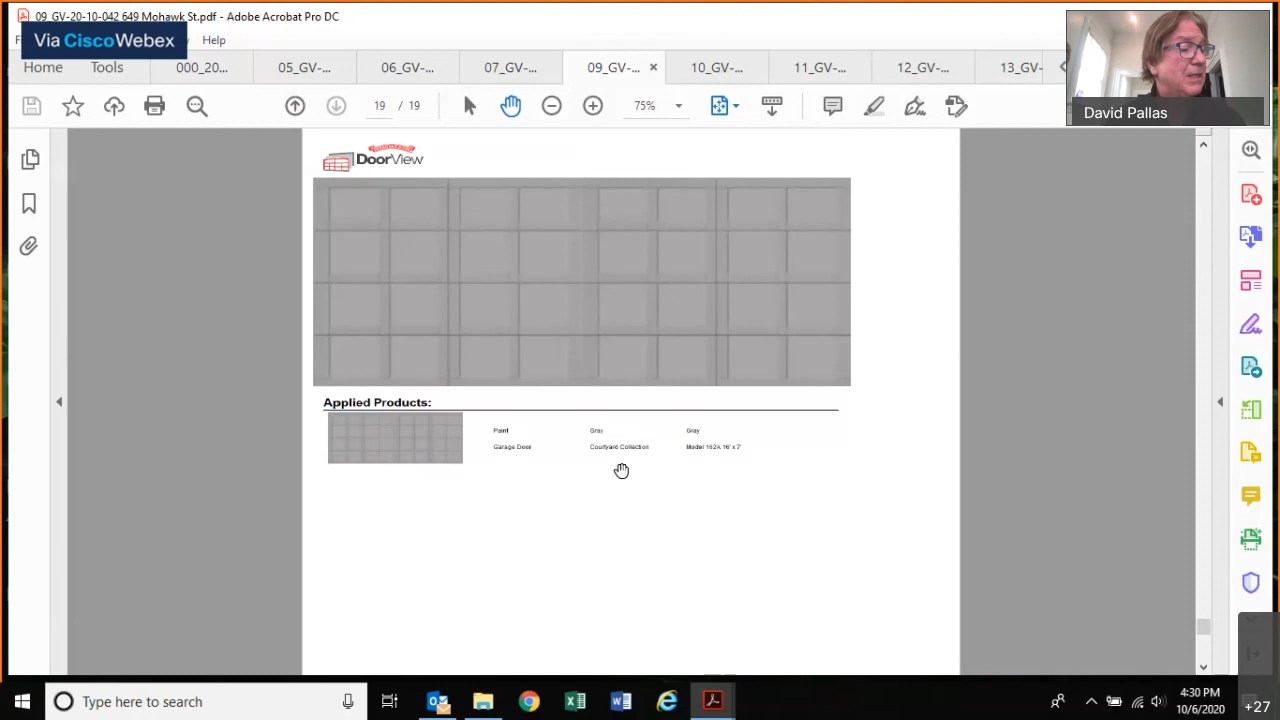 09_GV-20-10-042 649 Mohawk St.pdf - Adobe Acrobat Pro DC
Via CiscoWebex
Help
David Pallas
Home Tools 000_20... 05_GV-... 06_GV-... 07_GV-... 09_GV-... × 10_GV-... 11_GV-... 12_GV-... 13_GV-
19 / 19 75%
DoorView
Applied Products:
Paint Gray Gray
Garage Door Courtyard Collection Model 162A 16' x 7'
Type here to search
4:30 PM
10/6/2020
+27